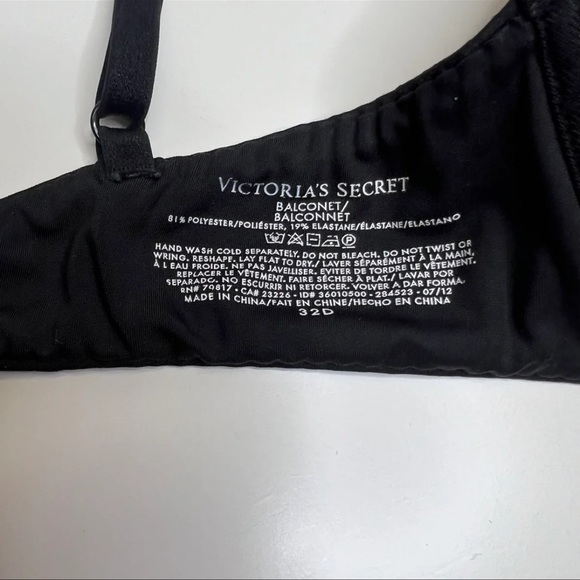 VICTORIA'S SECRET
BALCONET/
BALCONNET
81% POLYESTER/POLIÉSTER, 19% ELASTANE/ÉLASTANE/ELASTANO
HAND WASH COLD SEPARATELY. DO NOT BLEACH. DO NOT TWIST OR
WRING. RESHAPE. LAY FLAT TO DRY./ LAVER SÉPARÉMENT À LA MAIN,
À L EAU FROIDE. NE PAS JAVELLISER. EVITER DE TORDRE LE VÊTEMENT.
REPLACER LE VÊTEMENT. FAIRE SÉCHER À PLAT./ LAVAR POR
SEPARADO. NO ESCURRIR NI RETORCER. VOLVER A DAR FORMA.
RN# 70817 - CA# 23226 - ID# 36010500 - 284523 - 07/12
MADE IN CHINA/FAIT EN CHINE/HECHO EN CHINA
32D